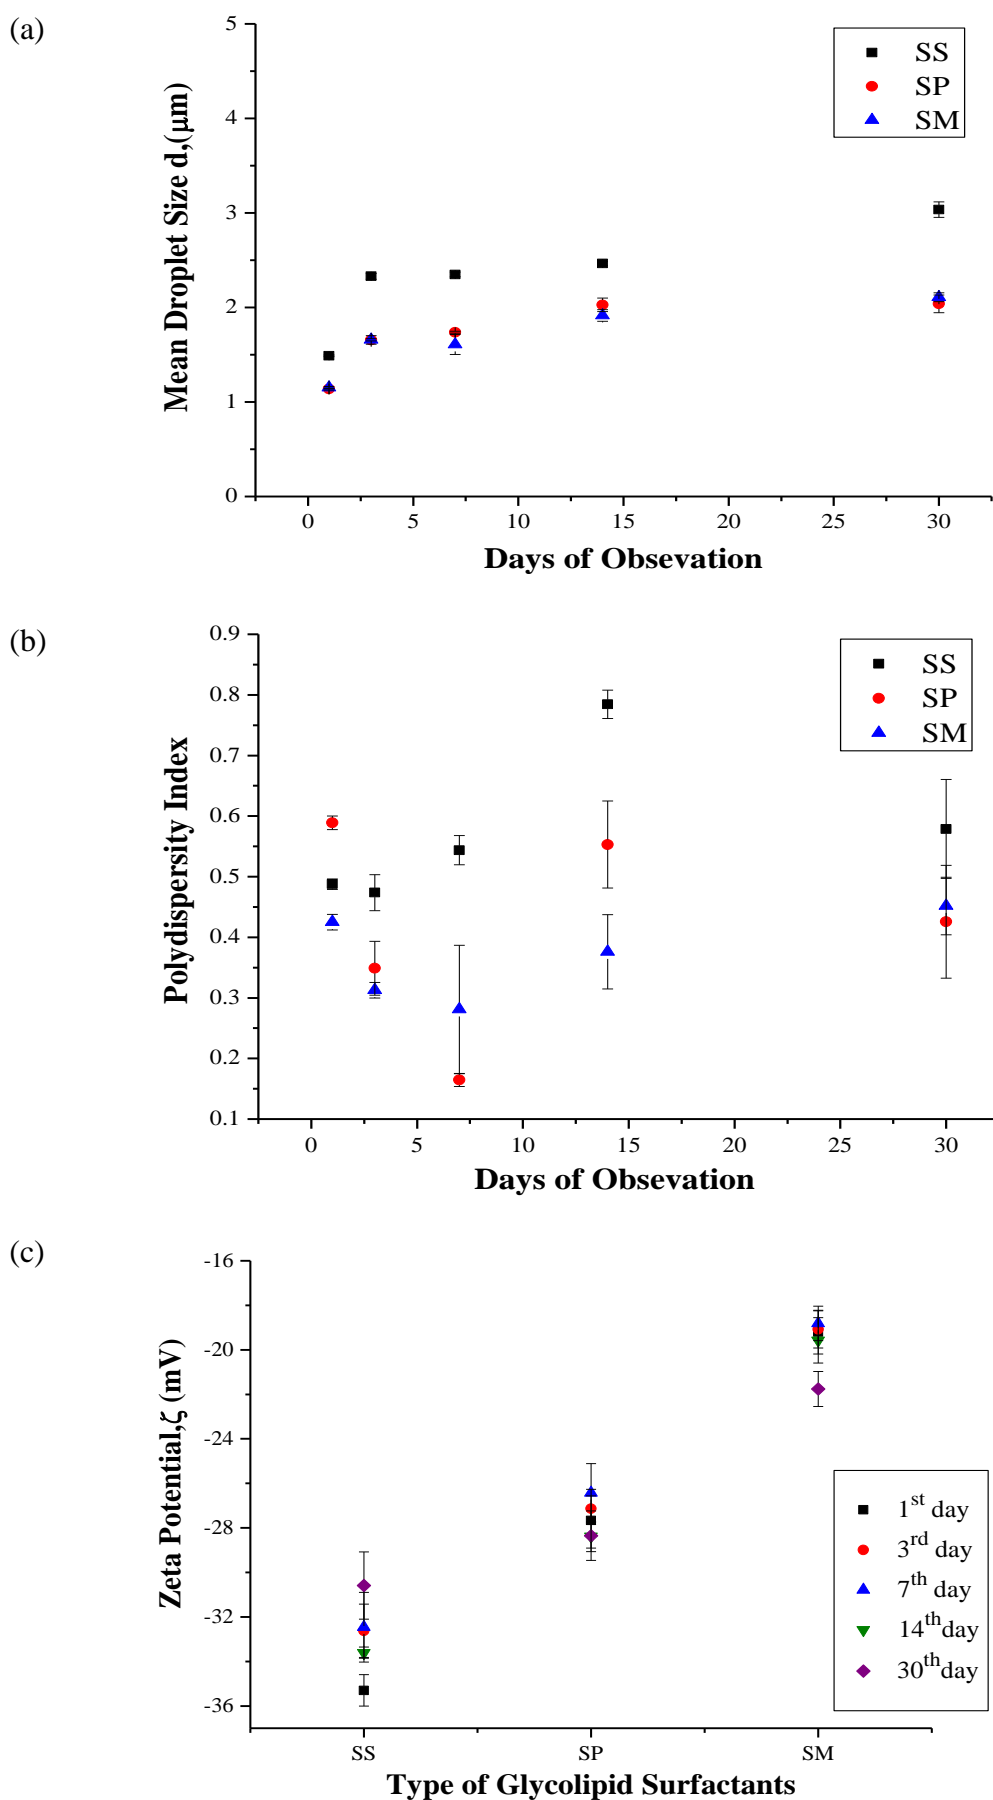 (a)
5
4
3
2
1
0
Mean Droplet Size d,(μm)
SS
SP
SM
0 5 10 15 20 25 30
Days of Obsevation
(b)
0.9
0.8
0.7
0.6
0.5
0.4
0.3
0.2
0.1
Polydispersity Index
SS
SP
SM
0 5 10 15 20 25 30
Days of Obsevation
(c)
-16
-20
-24
-28
-32
-36
Zeta Potential,ζ (mV)
1st day
3rd day
7th day
14th day
30th day
SS SP SM
Type of Glycolipid Surfactants